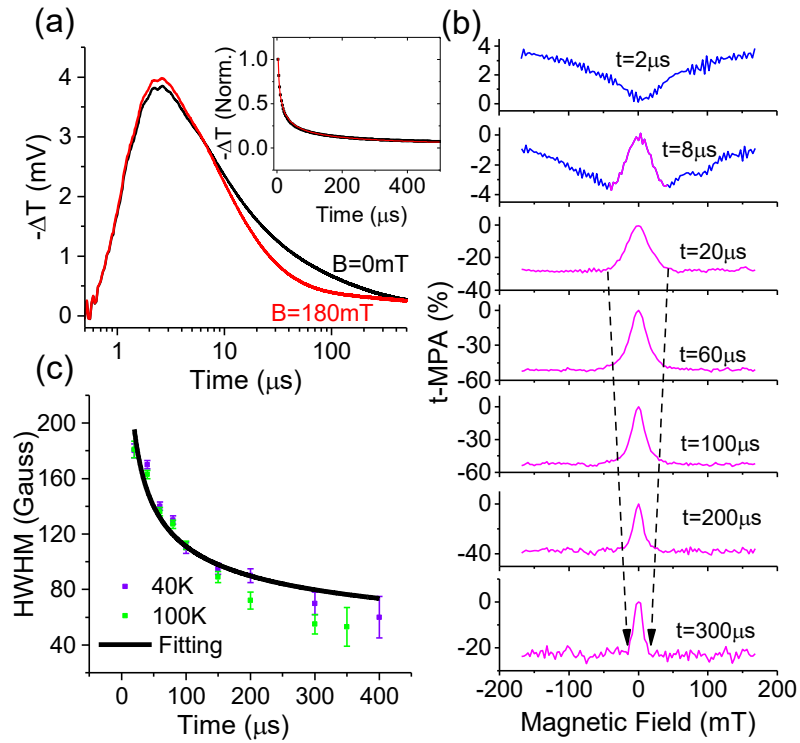 (a)
-ΔT (mV)
4
3
2
1
0
1
10
100
Time (μs)
B=0mT
B=180mT
-ΔT (Norm.)
1.0
0.5
0.0
0
200
400
Time (μs)
(b)
t-MPA (%)
4
2
0
t=2μs
0
-2
-4
t=8μs
0
-20
-40
t=20μs
0
-30
-60
t=60μs
0
-30
-60
t=100μs
0
-20
-40
t=200μs
0
-20
t=300μs
-200
-100
0
100
200
Magnetic Field (mT)
(c)
HWHM (Gauss)
200
160
120
80
40
40K
100K
Fitting
0
100
200
300
400
Time (μs)